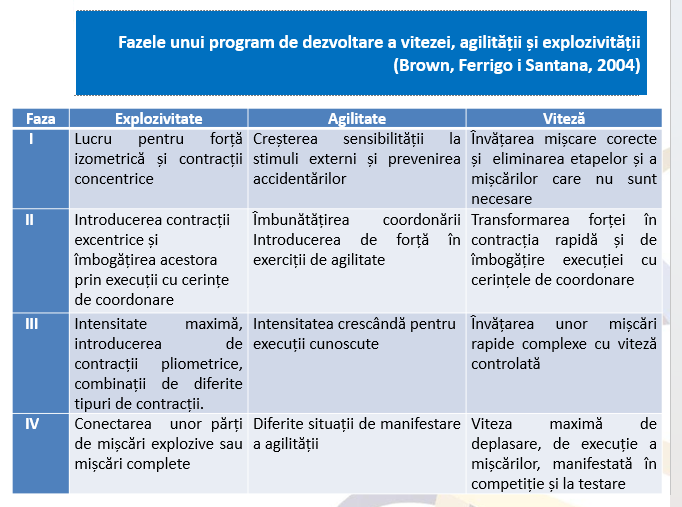 Fazele unui program de dezvoltare a vitezei, agilității și explozivității
(Brown, Ferrigo i Santana, 2004)
Faza Explozivitate Agilitate Viteză
I
Lucru pentru forță
izometrică și contracții
concentrice
Creșterea sensibilității la
stimuli externi și prevenirea
accidentărilor
Învățarea mișcare corecte
și eliminarea etapelor și a
mișcărilor care nu sunt
necesare
II
Introducerea contracții
excentrice și
îmbogățirea acestora
prin execuții cu cerințe
de coordonare
Îmbunătățirea coordonării
Introducerea de forță în
exerciții de agilitate
Transformarea forței în
contracția rapidă și de
îmbogățire execuției cu
cerințele de coordonare
III
Intensitate maximă,
introducerea de
contracții pliometrice,
combinații de diferite
tipuri de contracții.
Intensitatea crescândă pentru
execuții cunoscute
Învățarea unor mișcări
rapide complexe cu viteză
controlată
IV
Conectarea unor părți
de mișcări explozive sau
mișcări complete
Diferite situații de manifestare
a agilității
Viteza maximă de
deplasare, de execuție a
mișcărilor, manifestată în
competiție și la testare